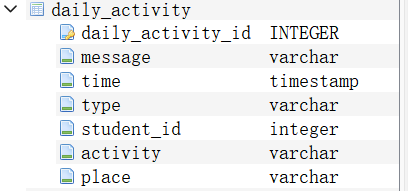 daily_activity
daily_activity_id INTEGER
message varchar
time timestamp
type varchar
student_id integer
activity varchar
place varchar